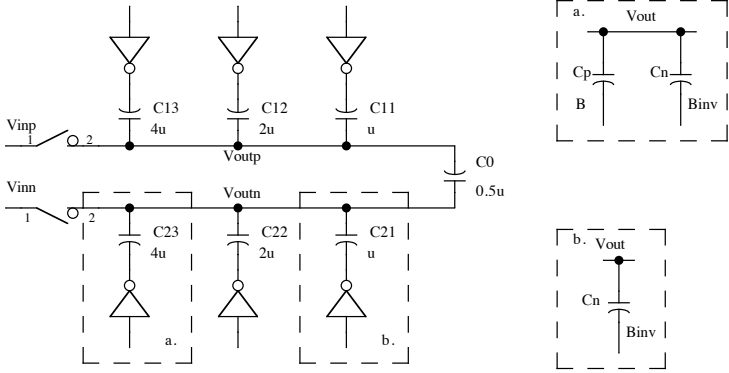 a.
Vout
Cp
Cn
B
Binv
C13
4u
C12
2u
C11
u
Vinp
1
2
Voutp
C0
0.5u
Vinn
1
2
Voutn
C23
4u
C22
2u
C21
u
a.
b.
b.
Vout
Cn
Binv